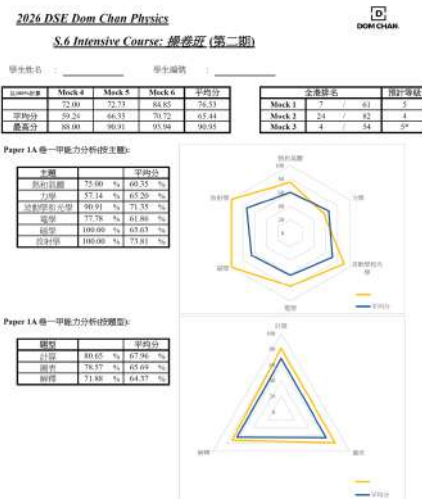 2026 DSE Dom Chan Physics
D
DOM CHAN
S.6 Intensive Course: 操卷班 (第二期)
學生姓名 : 學生編號 :
以100%計算 Mock 4 Mock 5 Mock 6 平均分
72.00 72.73 84.85 76.53
平均分 59.24 66.35 70.72 65.44
最高分 88.00 90.91 93.94 90.95
全港排名 預計等級
Mock 1 7 / 61 5
Mock 2 24 / 82 4
Mock 3 4 / 54 5*
Paper 1A 卷一甲能力分析(按主題):
主題 平均分
熱和氣體 75.00 % 60.35 %
力學 57.14 % 65.20 %
波動學和光學 90.91 % 71.35 %
電學 77.78 % 61.86 %
磁學 100.00 % 63.63 %
放射學 100.00 % 73.81 %
熱和氣體
放射學
力學
磁學
波動學和光學
電學
平均分
Paper 1A 卷一甲能力分析(按題型):
題型 平均分
計算 80.65 % 67.96 %
圖表 78.57 % 65.69 %
解釋 71.88 % 64.37 %
計算
解釋
圖表
平均分